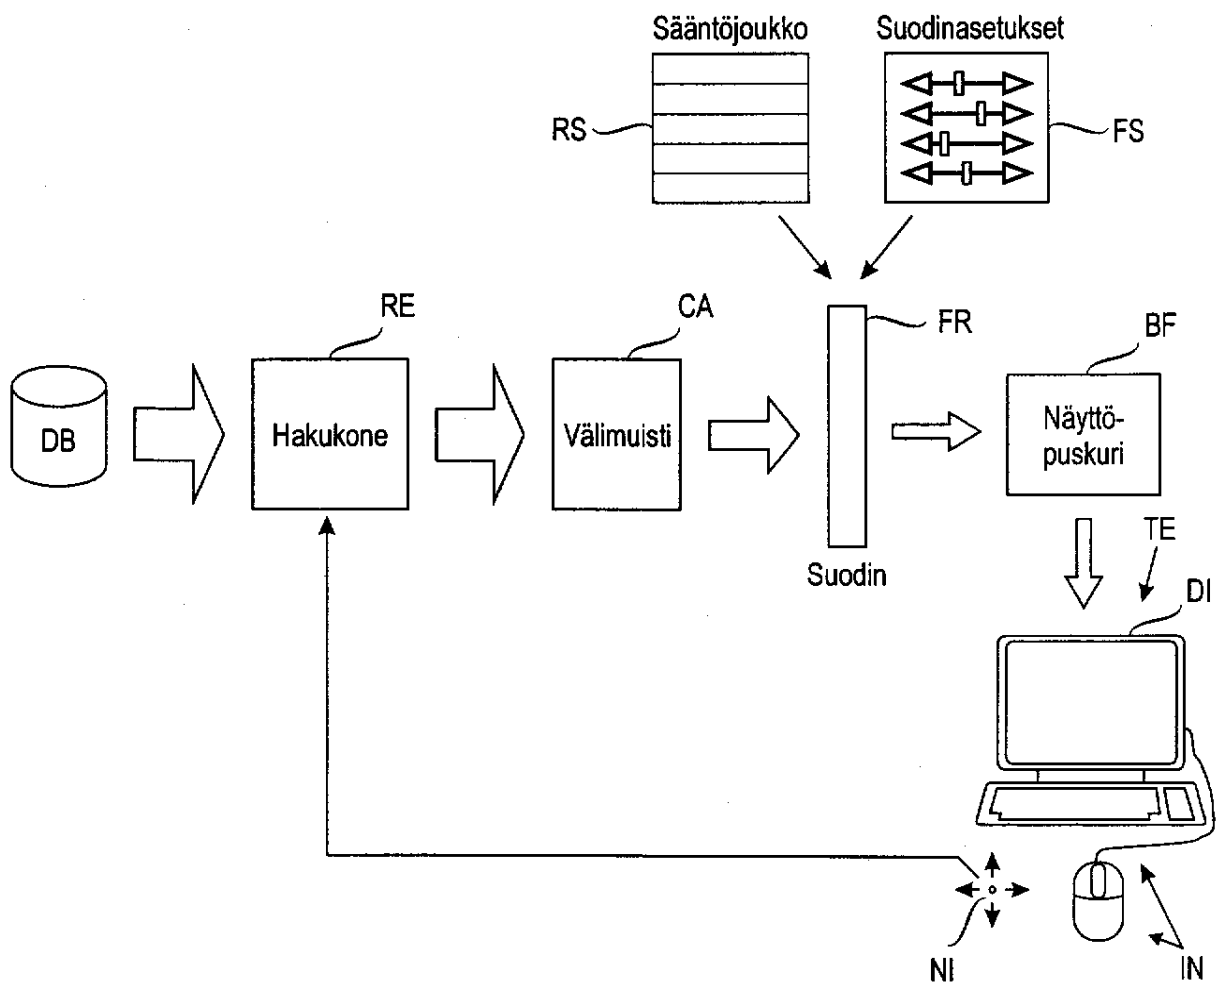 Sääntöjoukko
Suodinasetukset
RS
FS
RE
CA
FR
BF
DB
Hakukone
Välimuisti
Näyttö-
puskuri
Suodin
TE
DI
NI
IN